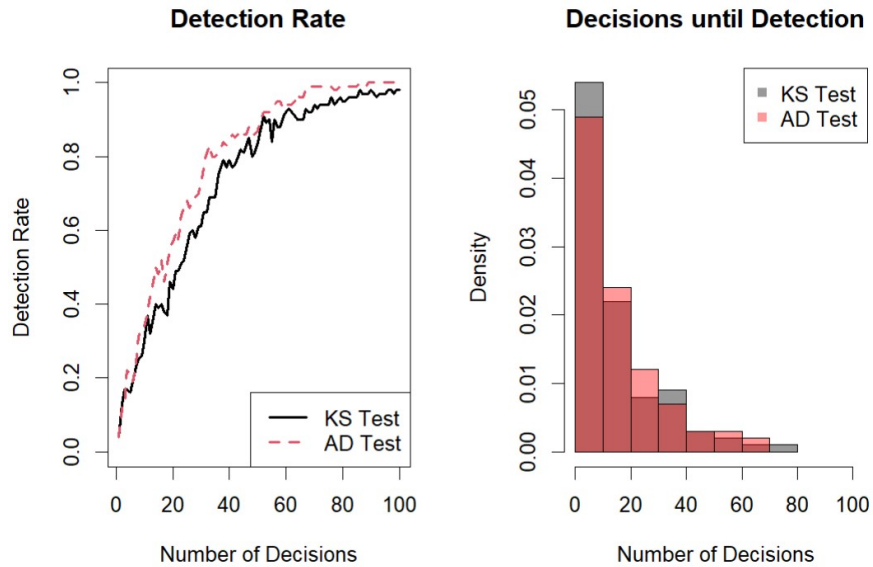 Detection Rate
Detection Rate
0.0 0.2 0.4 0.6 0.8 1.0
KS Test
AD Test
0 20 40 60 80 100
Number of Decisions
Decisions until Detection
Density
0.00 0.01 0.02 0.03 0.04 0.05
KS Test
AD Test
0 20 40 60 80 100
Number of Decisions